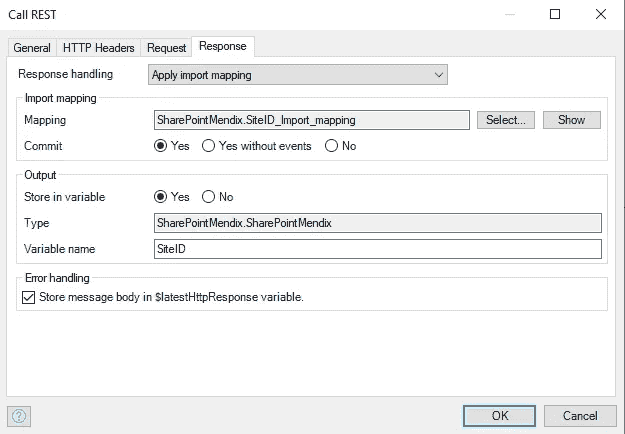 Call REST
General HTTP Headers Request Response
Response handling Apply import mapping
Import mapping
Mapping SharePointMendix.SiteID_Import_mapping Select... Show
Commit Yes Yes without events No
Output
Store in variable Yes No
Type SharePointMendix.SharePointMendix
Variable name SiteID
Error handling
Store message body in $latestHttpResponse variable.
? OK Cancel